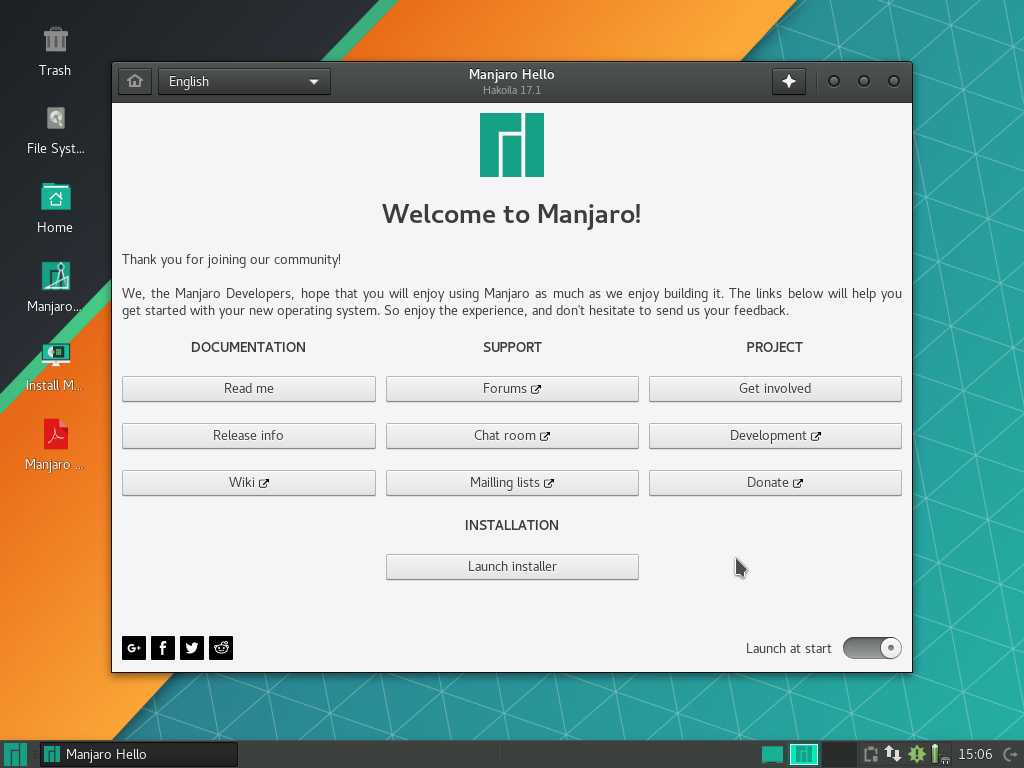 Trash
File Syst...
Home
Manjaro...
Install M...
Manjaro ...
English
Manjaro Hello
Hakoila 17.1
Welcome to Manjaro!
Thank you for joining our community!
We, the Manjaro Developers, hope that you will enjoy using Manjaro as much as we enjoy building it. The links below will help you
get started with your new operating system. So enjoy the experience, and don't hesitate to send us your feedback.
DOCUMENTATION
SUPPORT
PROJECT
Read me
Forums
Get involved
Release info
Chat room
Development
Wiki
Mailling lists
Donate
INSTALLATION
Launch installer
G+
f
Launch at start
Manjaro Hello
15:06